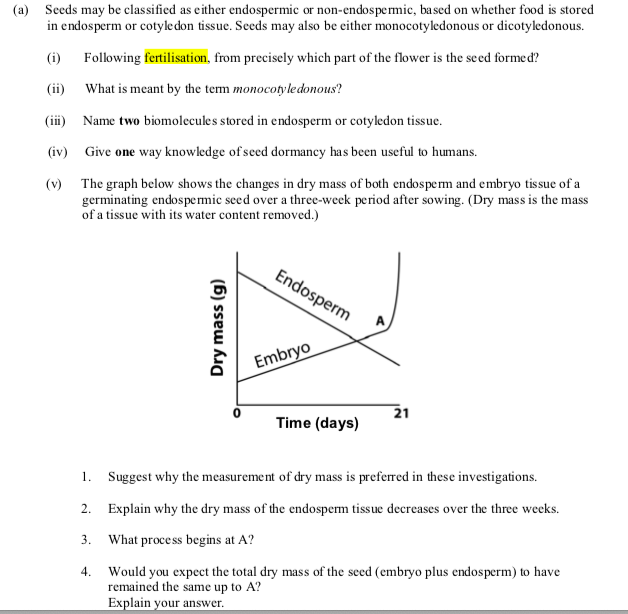 (a) Seeds may be classified as either endospermic or non-endospermic, based on whether food is stored
in endosperm or cotyledon tissue. Seeds may also be either monocotyledonous or dicotyledonous.
(i) Following fertilisation, from precisely which part of the flower is the seed formed?
(ii) What is meant by the term monocotyledonous?
(iii) Name two biomolecules stored in endosperm or cotyledon tissue.
(iv) Give one way knowledge of seed dormancy has been useful to humans.
(v) The graph below shows the changes in dry mass of both endosperm and embryo tissue of a
germinating endospermic seed over a three-week period after sowing. (Dry mass is the mass
of a tissue with its water content removed.)
Dry mass (g)
Endosperm
A
Embryo
0
21
Time (days)
1. Suggest why the measurement of dry mass is preferred in these investigations.
2. Explain why the dry mass of the endosperm tissue decreases over the three weeks.
3. What process begins at A?
4. Would you expect the total dry mass of the seed (embryo plus endosperm) to have
remained the same up to A?
Explain your answer.